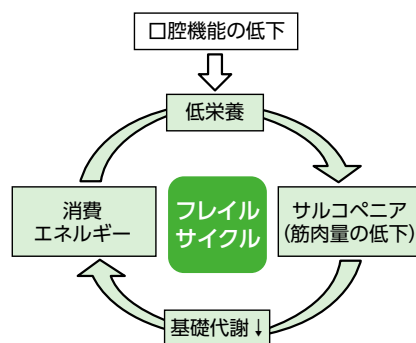 口腔機能の低下
低栄養
消費
エネルギー
フレイル
サイクル
サルコペニア
(筋肉量の低下)
基礎代謝↓